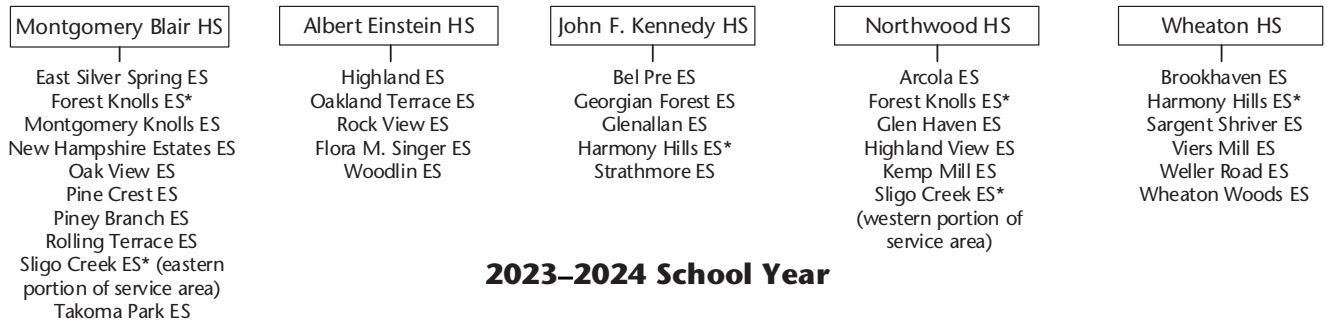 Montgomery Blair HS
East Silver Spring ES
Forest Knolls ES*
Montgomery Knolls ES
New Hampshire Estates ES
Oak View ES
Pine Crest ES
Piney Branch ES
Rolling Terrace ES
Sligo Creek ES* (eastern
portion of service area)
Takoma Park ES
Albert Einstein HS
Highland ES
Oakland Terrace ES
Rock View ES
Flora M. Singer ES
Woodlin ES
John F. Kennedy HS
Bel Pre ES
Georgian Forest ES
Glenallan ES
Harmony Hills ES*
Strathmore ES
Northwood HS
Arcola ES
Forest Knolls ES*
Glen Haven ES
Highland View ES
Kemp Mill ES
Sligo Creek ES*
(western portion of
service area)
Wheaton HS
Brookhaven ES
Harmony Hills ES*
Sargent Shriver ES
Viers Mill ES
Weller Road ES
Wheaton Woods ES
2023–2024 School Year